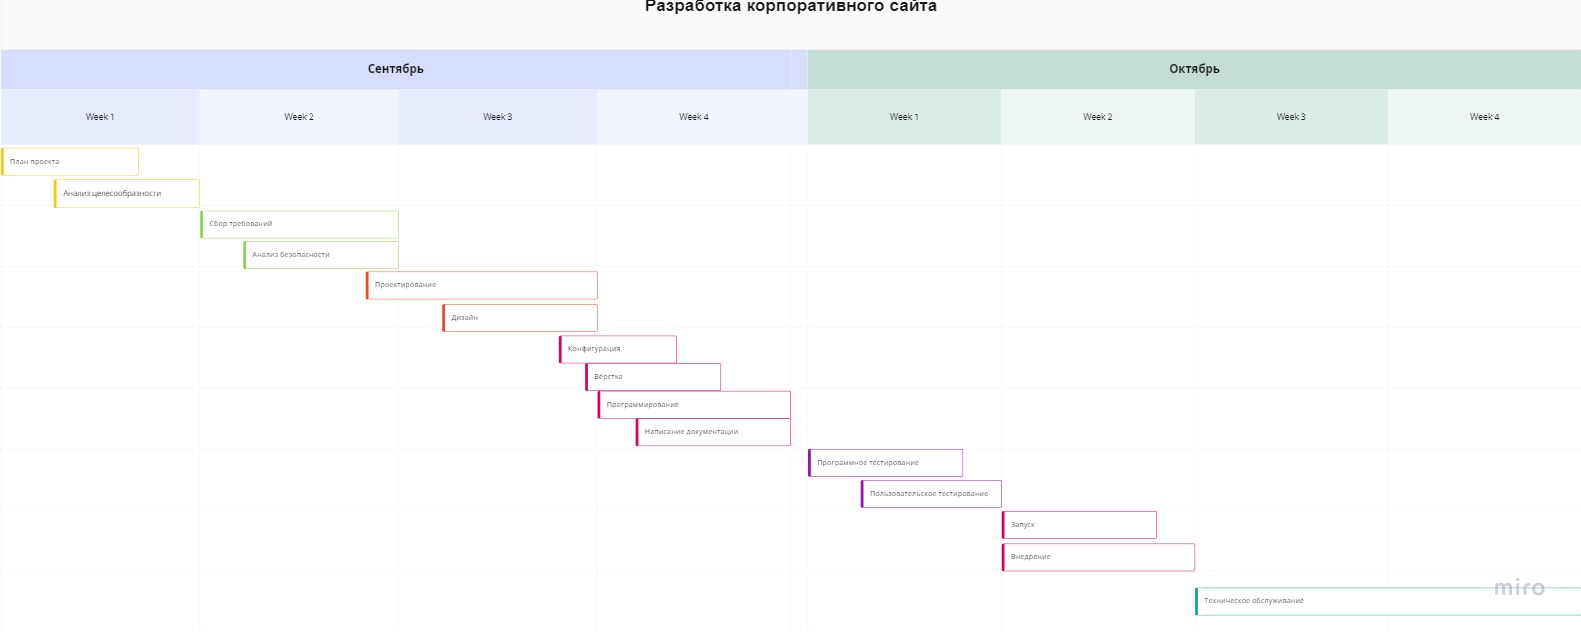 Разработка корпоративного сайта
Сентябрь Октябрь
Week 1 Week 2 Week 3 Week 4 Week 1 Week 2 Week 3 Week 4
План проекта
Анализ целесообразности
Сбор требований
Анализ безопасности
Проектирование
Дизайн
Конфигурация
Вёрстка
Программирование
Написание документации
Программное тестирование
Пользовательское тестирование
Запуск
Внедрение
miro
Техническое обслуживание